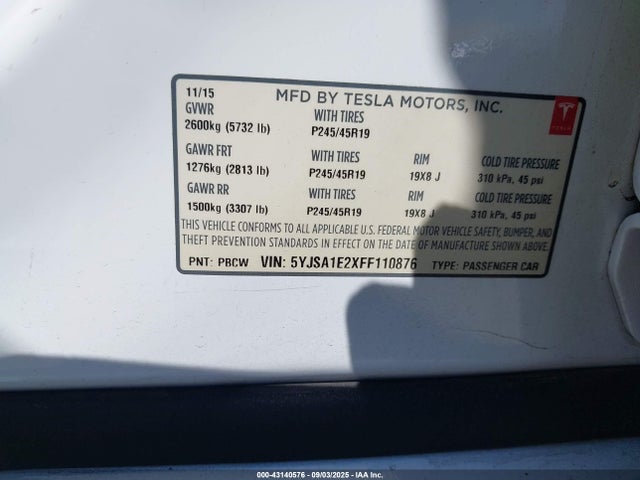 11/15 MFD BY TESLA MOTORS, INC.
GVWR WITH TIRES
2600kg (5732 lb) P245/45R19
TESLA
GAWR FRT WITH TIRES RIM COLD TIRE PRESSURE
1276kg (2813 lb) P245/45R19 19X8 J 310 kPa, 45 psi
GAWR RR WITH TIRES RIM COLD TIRE PRESSURE
1500kg (3307 lb) P245/45R19 19X8 J 310 kPa, 45 psi
THIS VEHICLE CONFORMS TO ALL APPLICABLE U.S. FEDERAL MOTOR VEHICLE SAFETY, BUMPER, AND
THEFT PREVENTION STANDARDS IN EFFECT ON THE DATE OF MANUFACTURE SHOWN ABOVE.
PNT: PBCW VIN: 5YJSA1E2XFF110876 TYPE: PASSENGER CAR
000-43140576 - 09/03/2025 - IAA Inc.